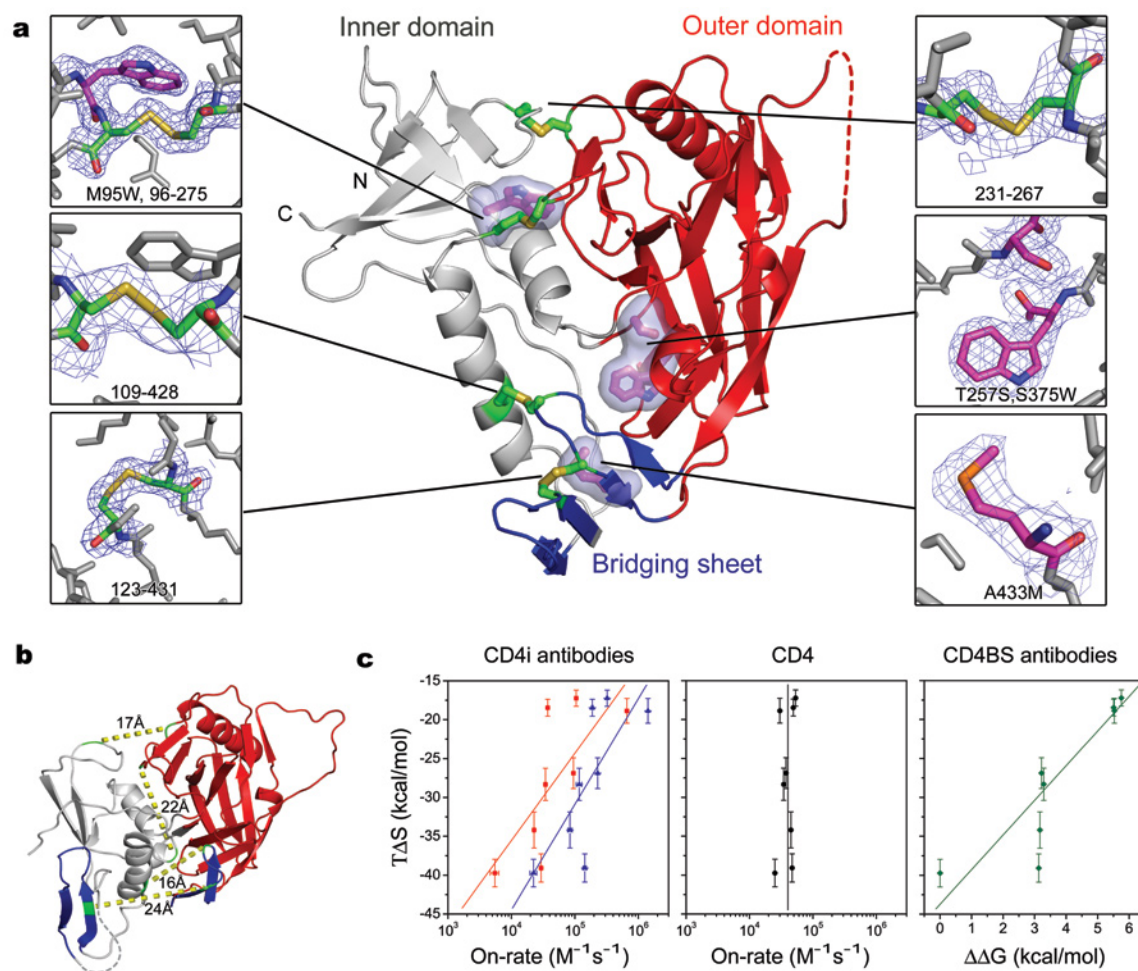 a
Inner domain
Outer domain
N
C
Bridging sheet
M95W, 96-275
109-428
123-431
231-267
T257S,S375W
A433M
b
17Å
22Å
16Å
24Å
c
CD4i antibodies
CD4
CD4BS antibodies
TΔS (kcal/mol)
-15
-20
-25
-30
-35
-40
-45
10³ 10⁴ 10⁵ 10⁶
On-rate (M⁻¹s⁻¹)
10⁴ 10⁵ 10⁶
On-rate (M⁻¹s⁻¹)
0 1 2 3 4 5 6
ΔΔG (kcal/mol)